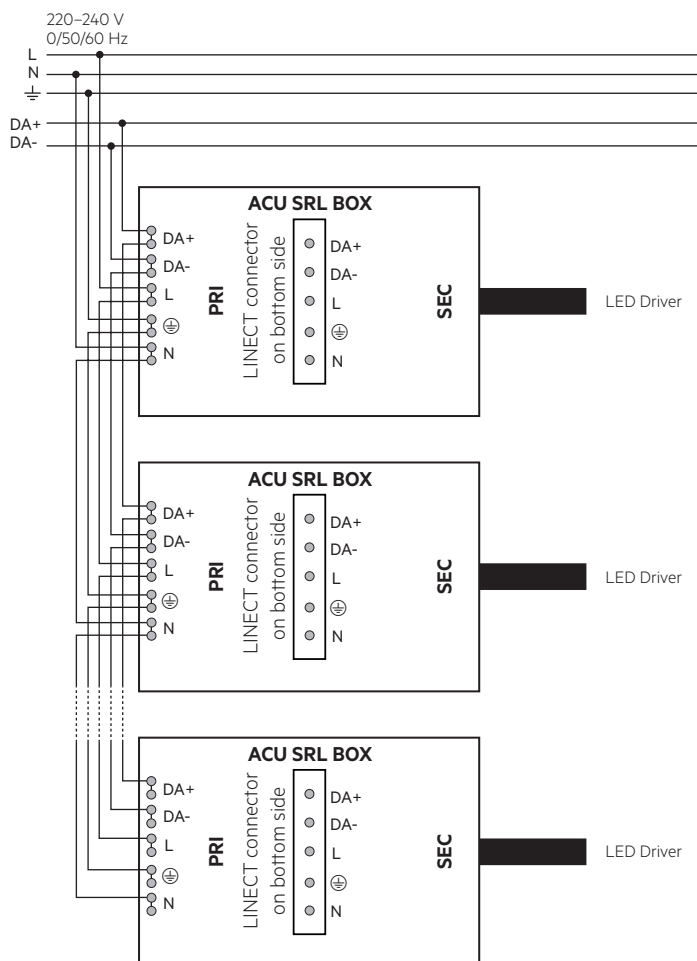 220–240 V
0/50/60 Hz
L
N
DA+
DA-
ACU SRL BOX
DA+
DA-
L
N
PRI
LINECT connector
on bottom side
DA+
DA-
L
N
SEC
LED Driver
ACU SRL BOX
DA+
DA-
L
N
PRI
LINECT connector
on bottom side
DA+
DA-
L
N
SEC
LED Driver
ACU SRL BOX
DA+
DA-
L
N
PRI
LINECT connector
on bottom side
DA+
DA-
L
N
SEC
LED Driver